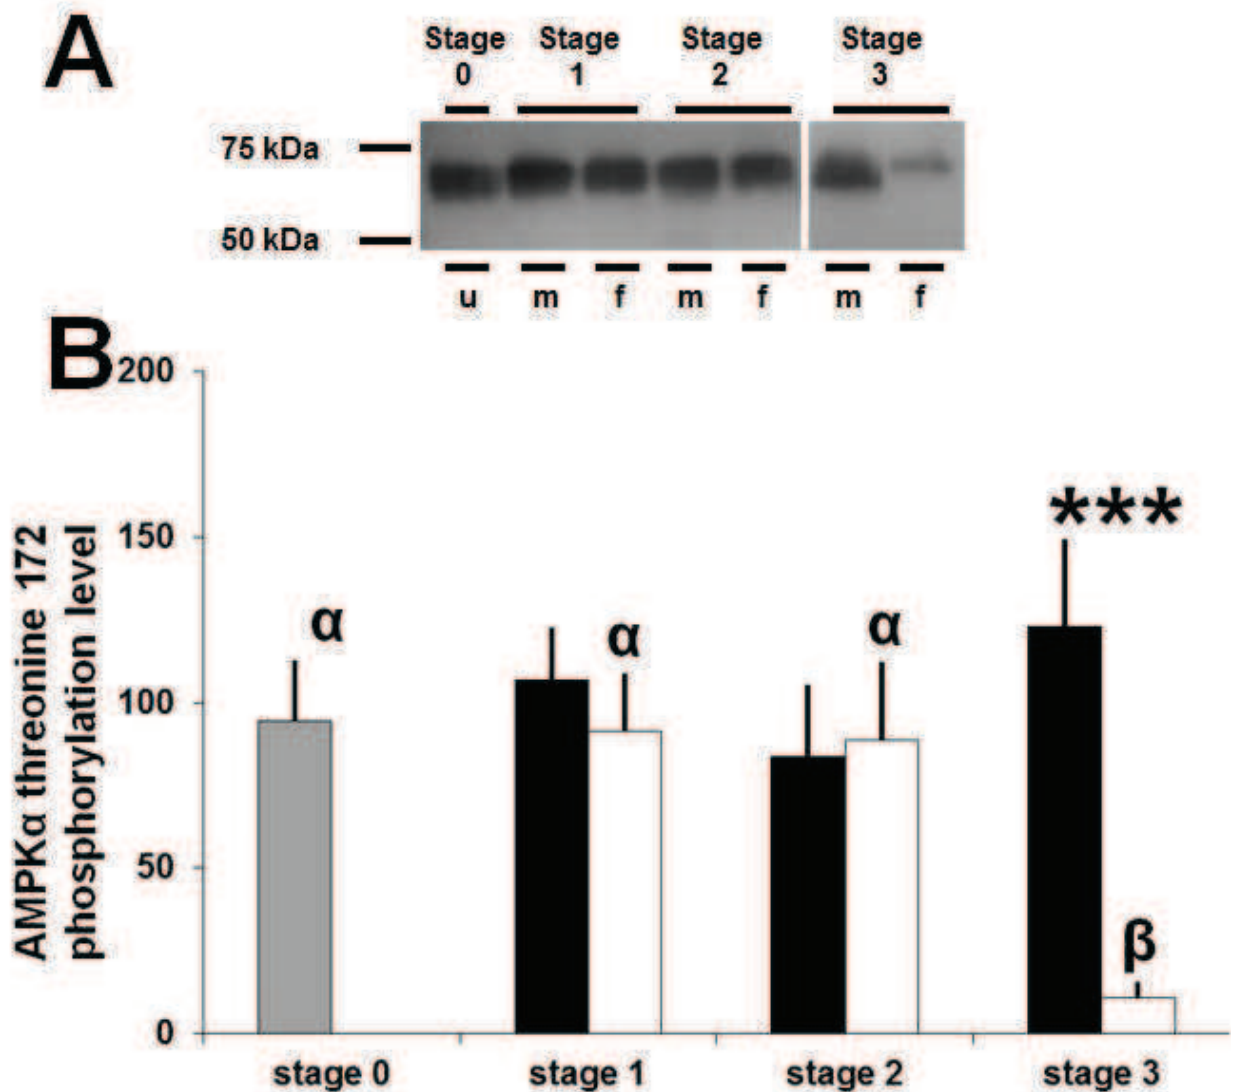 A
Stage Stage Stage Stage
0 1 2 3
75 kDa
50 kDa
u m f m f m f
B
200
150
100
50
0
AMPKα threonine 172
phosphorylation level
α
α
α
***
β
stage 0 stage 1 stage 2 stage 3